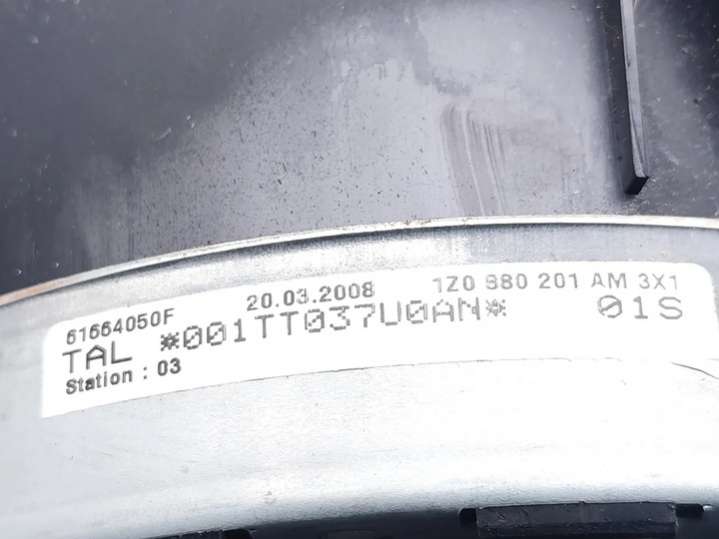 61664050F 20.03.2008 1Z0 880 201 AM 3X1
TAL *001TT037U0AN* 01S
Station : 03